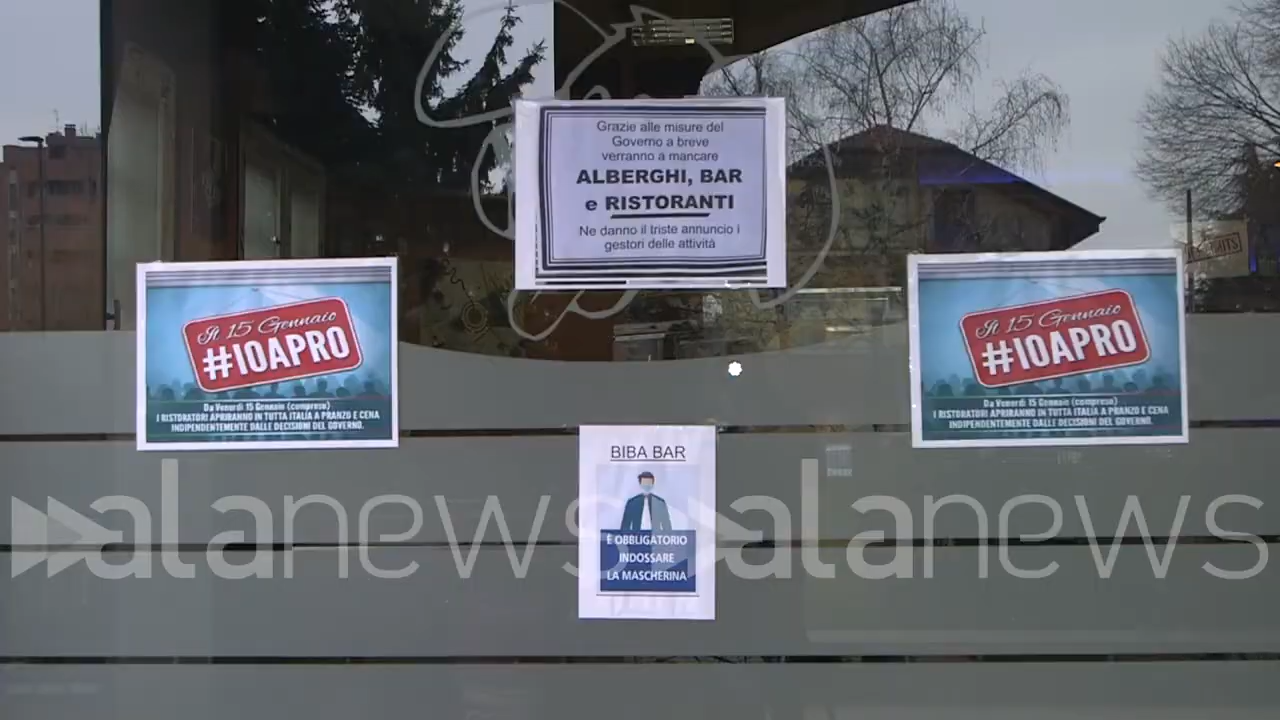 Grazie alle misure del
Governo a breve
verranno a mancare
ALBERGHI, BAR
e RISTORANTI
Ne danno il triste annuncio i
gestori delle attività
Il 15 Gennaio
#IOAPRO
Da Venerdì 15 Gennaio (compreso)
I RISTORATORI APRIRANNO IN TUTTA ITALIA A PRANZO E CENA
INDIPENDENTEMENTE DALLE DECISIONI DEL GOVERNO.
Il 15 Gennaio
#IOAPRO
Da Venerdì 15 Gennaio (compreso)
I RISTORATORI APRIRANNO IN TUTTA ITALIA A PRANZO E CENA
INDIPENDENTEMENTE DALLE DECISIONI DEL GOVERNO.
BIBA BAR
È OBBLIGATORIO
INDOSSARE
LA MASCHERINA
alanews
alanews